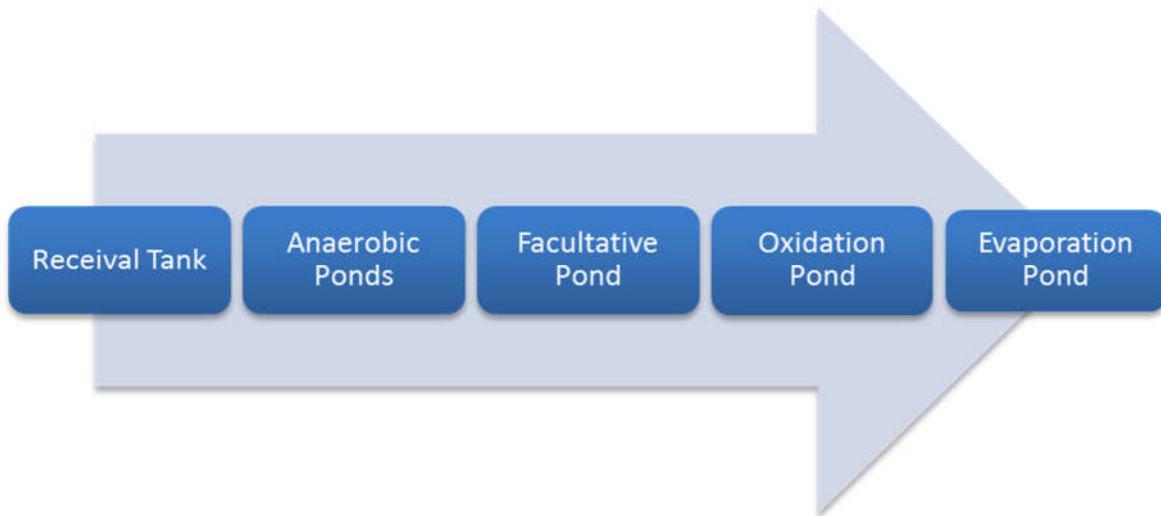 Receival Tank
Anaerobic
Ponds
Facultative
Pond
Oxidation
Pond
Evaporation
Pond